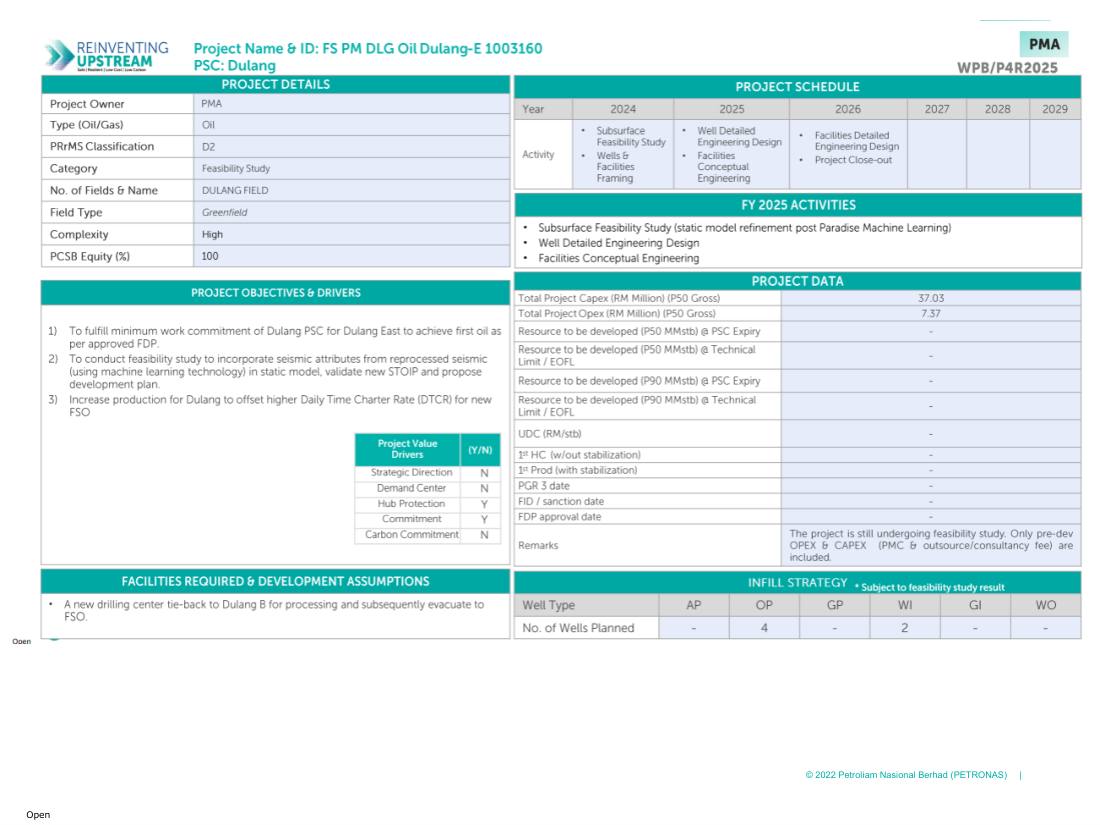 REINVENTING
UPSTREAM
Safe | Resilient | Low Cost | Low Carbon
Project Name & ID: FS PM DLG Oil Dulang-E 1003160
PSC: Dulang
PMA
WPB/P4R2025
PROJECT DETAILS
Project Owner PMA
Type (Oil/Gas) Oil
PRrMS Classification D2
Category Feasibility Study
No. of Fields & Name DULANG FIELD
Field Type Greenfield
Complexity High
PCSB Equity (%) 100
PROJECT OBJECTIVES & DRIVERS
1) To fulfill minimum work commitment of Dulang PSC for Dulang East to achieve first oil as
per approved FDP.
2) To conduct feasibility study to incorporate seismic attributes from reprocessed seismic
(using machine learning technology) in static model, validate new STOIP and propose
development plan.
3) Increase production for Dulang to offset higher Daily Time Charter Rate (DTCR) for new
FSO
Project Value
Drivers
(Y/N)
Strategic Direction N
Demand Center N
Hub Protection Y
Commitment Y
Carbon Commitment N
FACILITIES REQUIRED & DEVELOPMENT ASSUMPTIONS
• A new drilling center tie-back to Dulang B for processing and subsequently evacuate to
FSO.
PROJECT SCHEDULE
Year 2024 2025 2026 2027 2028 2029
Activity
• Subsurface
Feasibility Study
• Wells &
Facilities
Framing
• Well Detailed
Engineering Design
• Facilities
Conceptual
Engineering
• Facilities Detailed
Engineering Design
• Project Close-out
FY 2025 ACTIVITIES
• Subsurface Feasibility Study (static model refinement post Paradise Machine Learning)
• Well Detailed Engineering Design
• Facilities Conceptual Engineering
PROJECT DATA
Total Project Capex (RM Million) (P50 Gross) 37.03
Total Project Opex (RM Million) (P50 Gross) 7.37
Resource to be developed (P50 MMstb) @ PSC Expiry -
Resource to be developed (P50 MMstb) @ Technical
Limit / EOFL -
Resource to be developed (P90 MMstb) @ PSC Expiry -
Resource to be developed (P90 MMstb) @ Technical
Limit / EOFL -
UDC (RM/stb) -
1st HC (w/out stabilization) -
1st Prod (with stabilization) -
PGR 3 date -
FID / sanction date -
FDP approval date -
Remarks
The project is still undergoing feasibility study. Only pre-dev
OPEX & CAPEX (PMC & outsource/consultancy fee) are
included.
INFILL STRATEGY * Subject to feasibility study result
Well Type AP OP GP WI GI WO
No. of Wells Planned - 4 - 2 - -
Open
© 2022 Petroliam Nasional Berhad (PETRONAS) |
Open